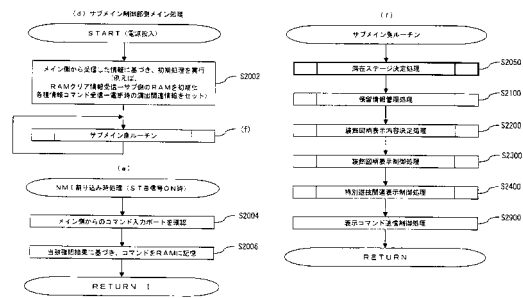 (d) サブメイン制御部側メイン処理
START (電源投入)
メイン側から受信した情報に基づき、初期処理を実行
(例えば、
RAMクリア情報受信→サブ側のRAMを初期化
各種情報コマンド受信→電断時の演出関連情報をセット)
S2002
サブメイン側ルーチン
(f)
(e)
NMI割り込み時処理 (STB信号ON時)
メイン側からのコマンド入力ポートを確認
S2004
当該確認結果に基づき、コマンドをRAMに記憶
S2006
RETURN I
(f)
サブメイン側ルーチン
滞在ステージ決定処理
S2050
保留情報管理処理
S2100
装飾図柄表示内容決定処理
S2200
装飾図柄表示制御処理
S2300
特別遊技関連表示制御処理
S2400
表示コマンド送信制御処理
S2900
RETURN